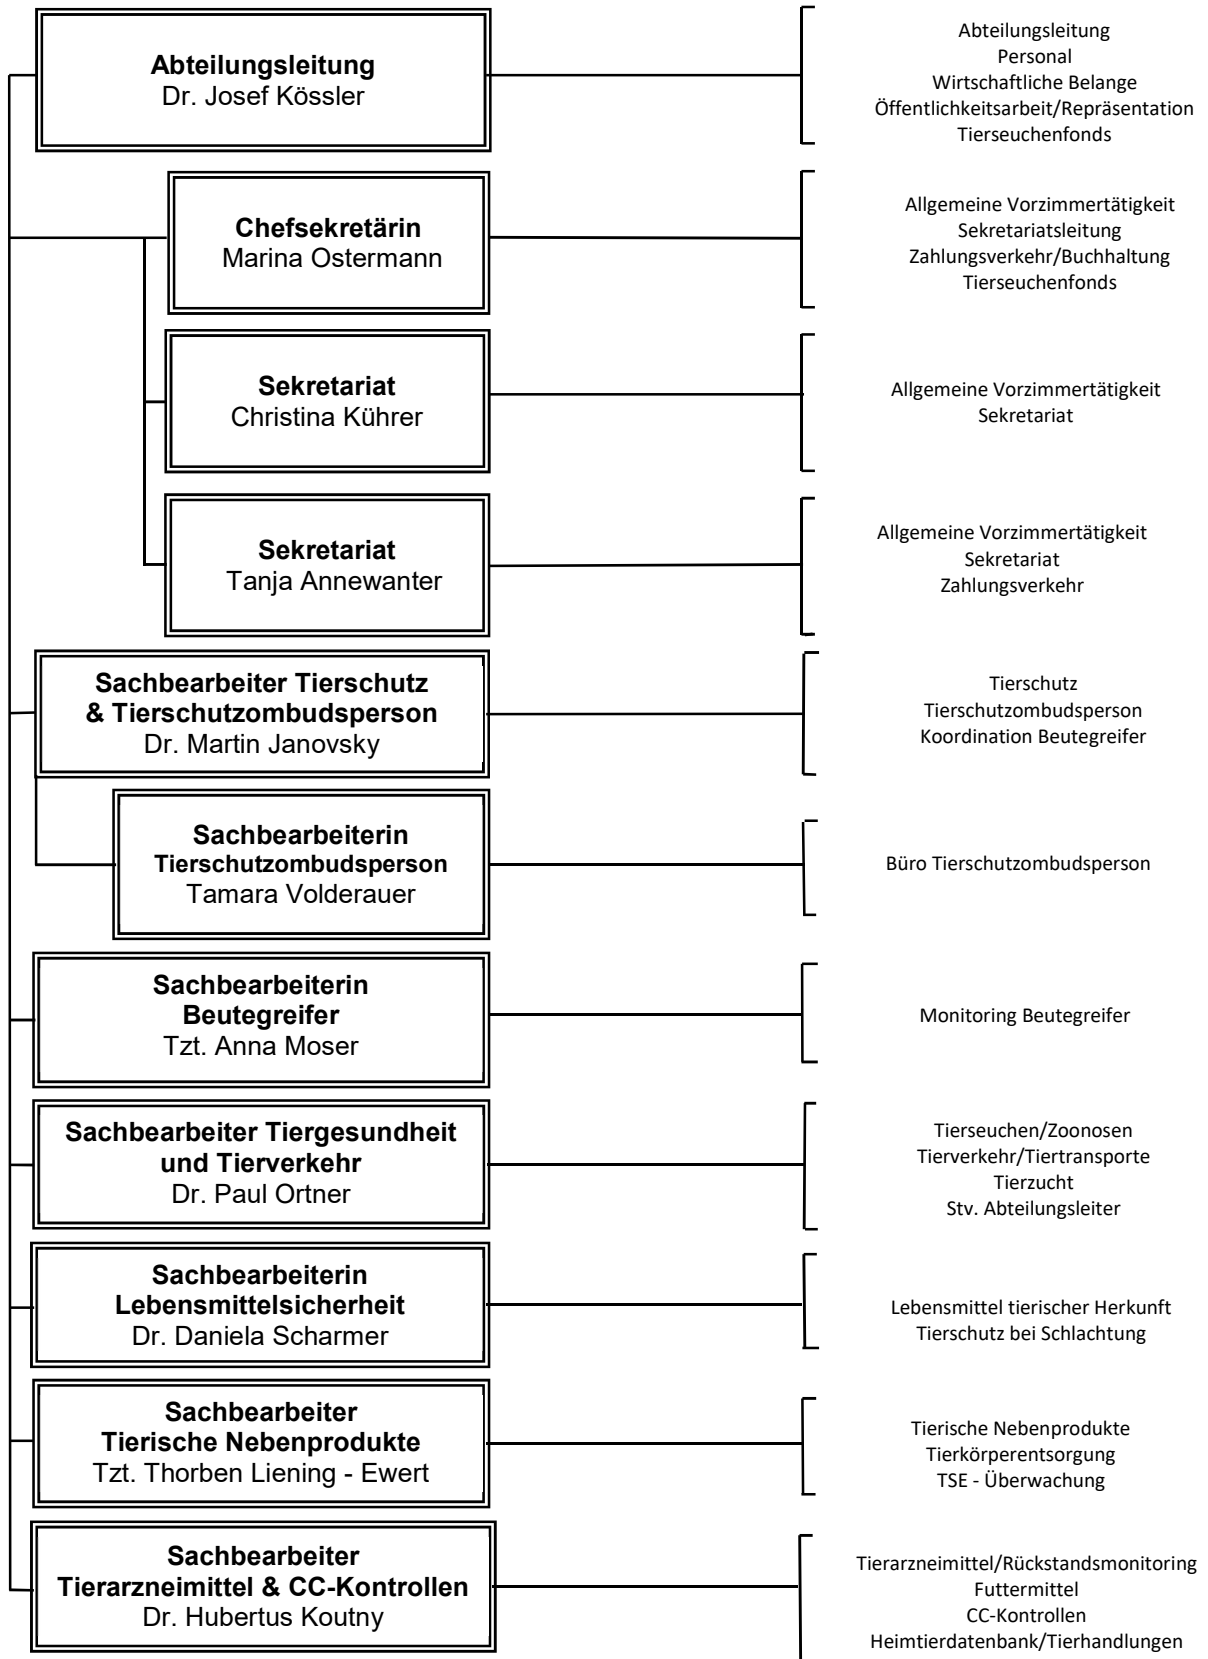 Abteilungsleitung
Dr. Josef Kössler
Abteilungsleitung
Personal
Wirtschaftliche Belange
Öffentlichkeitsarbeit/Repräsentation
Tierseuchenfonds
Chefsekretärin
Marina Ostermann
Allgemeine Vorzimmertätigkeit
Sekretariatsleitung
Zahlungsverkehr/Buchhaltung
Tierseuchenfonds
Sekretariat
Christina Kührer
Allgemeine Vorzimmertätigkeit
Sekretariat
Sekretariat
Tanja Annewanter
Allgemeine Vorzimmertätigkeit
Sekretariat
Zahlungsverkehr
Sachbearbeiter Tierschutz
& Tierschutzombudsperson
Dr. Martin Janovsky
Tierschutz
Tierschutzombudsperson
Koordination Beutegreifer
Sachbearbeiterin
Tierschutzombudsperson
Tamara Volderauer
Büro Tierschutzombudsperson
Sachbearbeiterin
Beutegreifer
Tzt. Anna Moser
Monitoring Beutegreifer
Sachbearbeiter Tiergesundheit
und Tierverkehr
Dr. Paul Ortner
Tierseuchen/Zoonosen
Tierverkehr/Tiertransporte
Tierzucht
Stv. Abteilungsleiter
Sachbearbeiterin
Lebensmittelsicherheit
Dr. Daniela Scharmer
Lebensmittel tierischer Herkunft
Tierschutz bei Schlachtung
Sachbearbeiter
Tierische Nebenprodukte
Tzt. Thorben Liening - Ewert
Tierische Nebenprodukte
Tierkörperentsorgung
TSE - Überwachung
Sachbearbeiter
Tierarzneimittel & CC-Kontrollen
Dr. Hubertus Koutny
Tierarzneimittel/Rückstandsmonitoring
Futtermittel
CC-Kontrollen
Heimtierdatenbank/Tierhandlungen